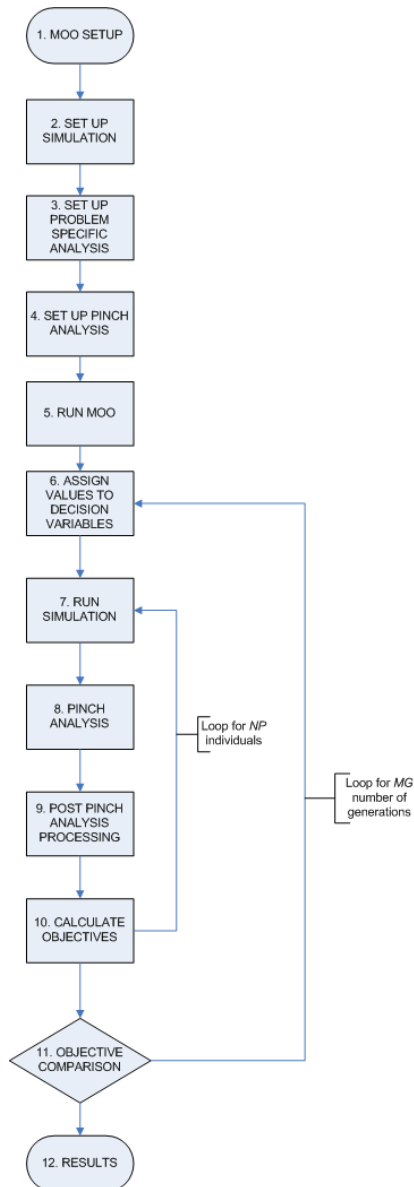 1. MOO SETUP
2. SET UP
SIMULATION
3. SET UP
PROBLEM
SPECIFIC
ANALYSIS
4. SET UP PINCH
ANALYSIS
5. RUN MOO
6. ASSIGN
VALUES TO
DECISION
VARIABLES
7. RUN
SIMULATION
8. PINCH
ANALYSIS
Loop for NP
individuals
Loop for MG
number of
generations
9. POST PINCH
ANALYSIS
PROCESSING
10. CALCULATE
OBJECTIVES
11. OBJECTIVE
COMPARISON
12. RESULTS